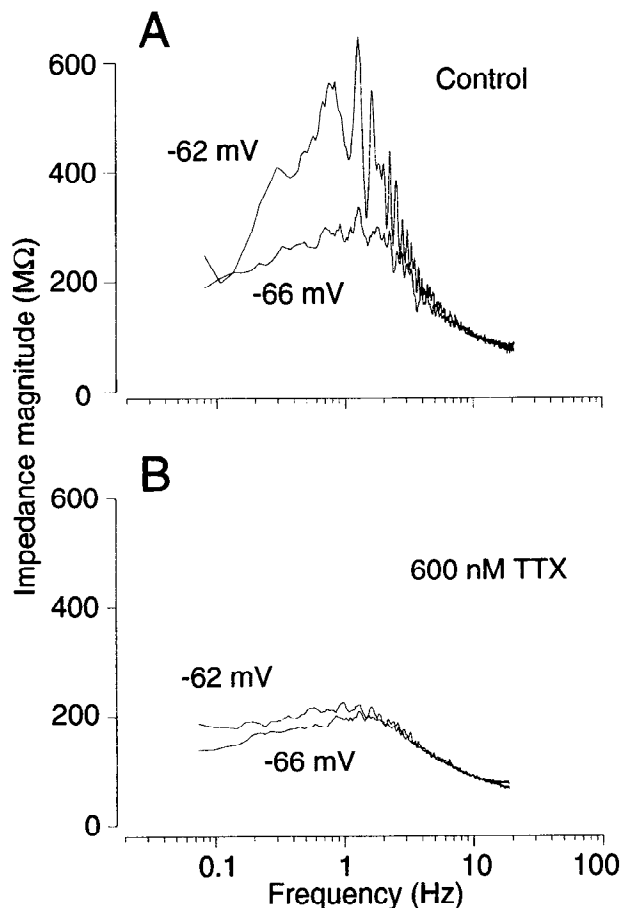 A
Control
600
-62 mV
400
-66 mV
200
0
Impedance magnitude (MΩ)
B
600
600 nM TTX
400
-62 mV
200
-66 mV
0
0.1 1 10 100
Frequency (Hz)